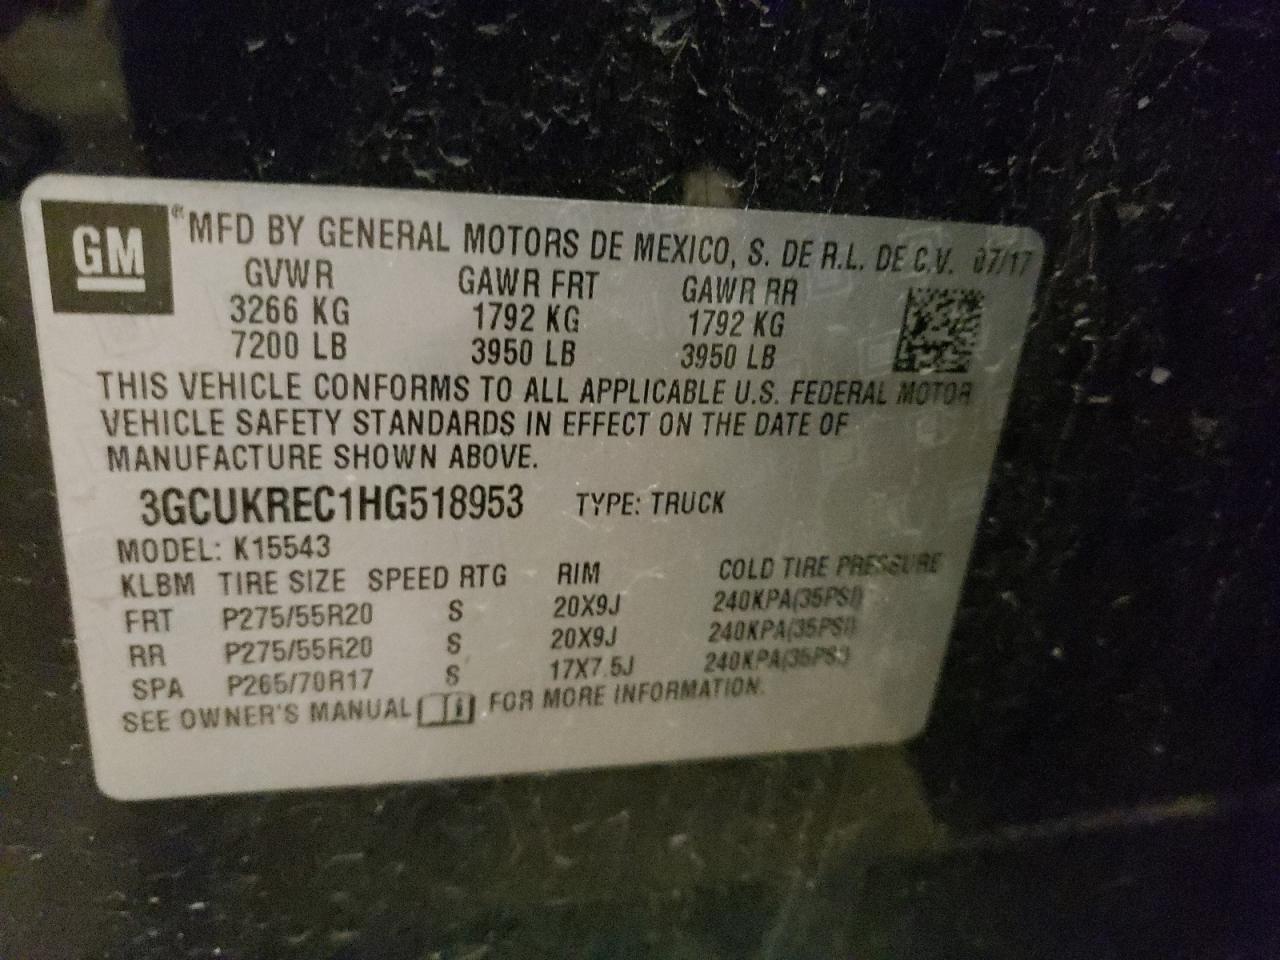 GM ® MFD BY GENERAL MOTORS DE MEXICO, S. DE R.L. DE C.V. 07/17
GVWR GAWR FRT GAWR RR
3266 KG 1792 KG 1792 KG
7200 LB 3950 LB 3950 LB
THIS VEHICLE CONFORMS TO ALL APPLICABLE U.S. FEDERAL MOTOR
VEHICLE SAFETY STANDARDS IN EFFECT ON THE DATE OF
MANUFACTURE SHOWN ABOVE.
3GCUKREC1HG518953 TYPE: TRUCK
MODEL: K15543
KLBM TIRE SIZE SPEED RTG RIM COLD TIRE PRESSURE
FRT P275/55R20 S 20X9J 240KPA(35PSI)
RR P275/55R20 S 20X9J 240KPA(35PSI)
SPA P265/70R17 S 17X7.5J 240KPA(35PSI)
SEE OWNER'S MANUAL FOR MORE INFORMATION.